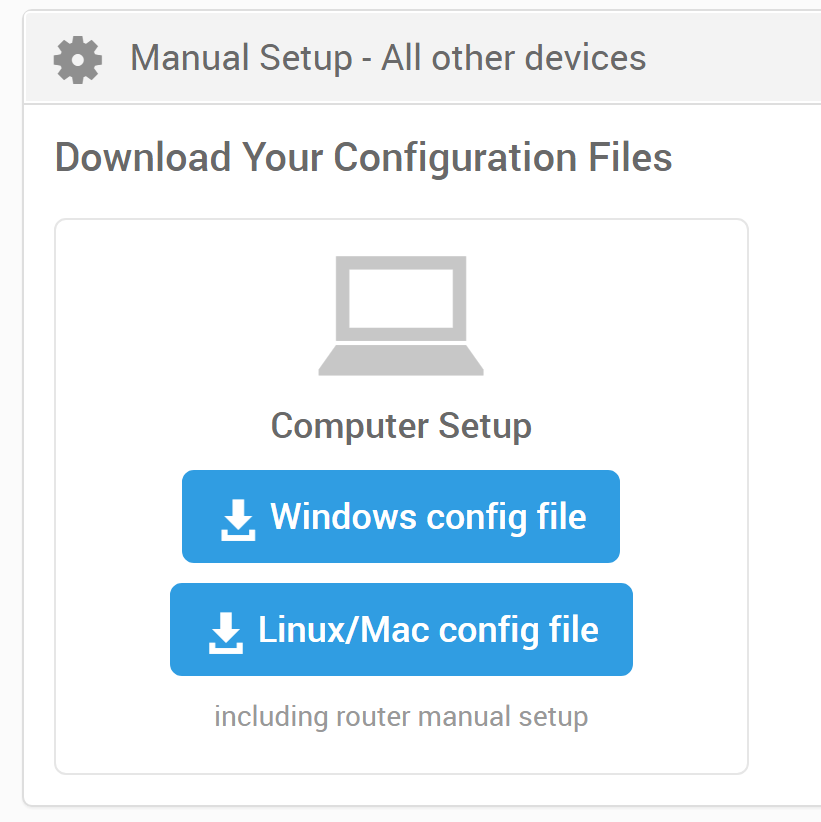 Manual Setup - All other devices
Download Your Configuration Files
Computer Setup
Windows config file
Linux/Mac config file
including router manual setup